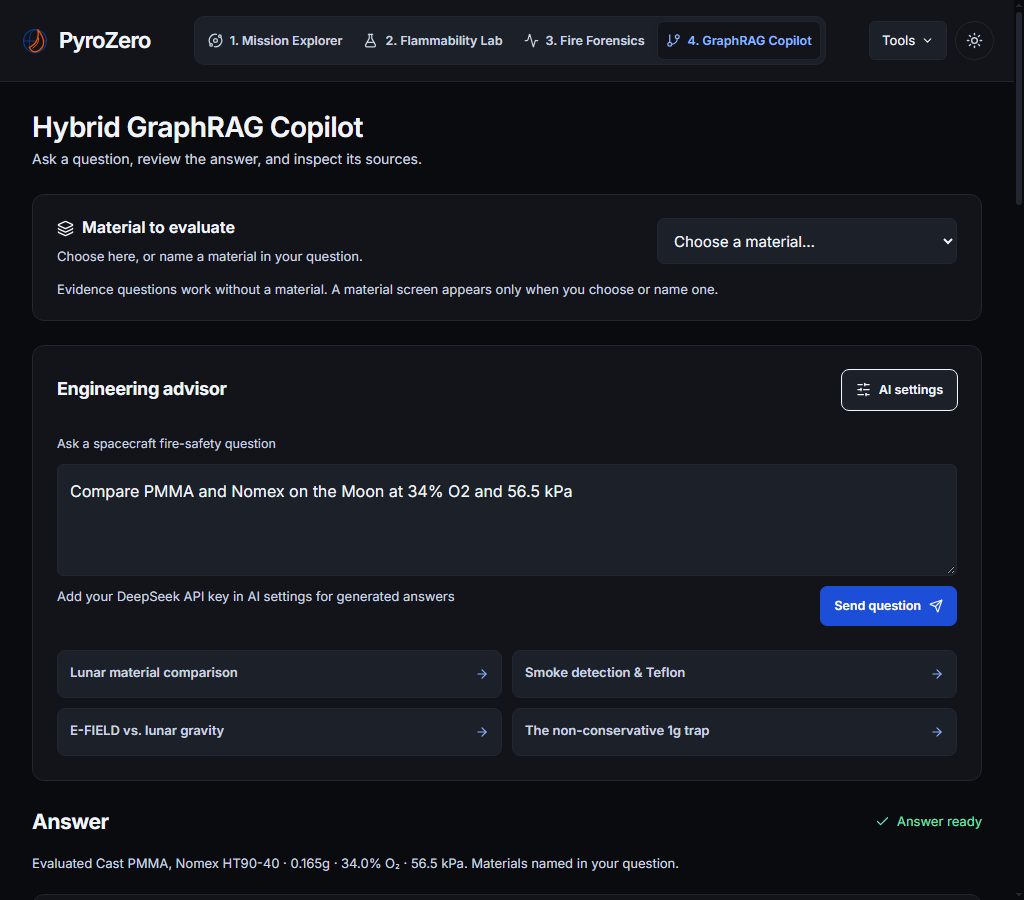 PyroZero
1. Mission Explorer
2. Flammability Lab
3. Fire Forensics
4. GraphRAG Copilot
Tools
Hybrid GraphRAG Copilot
Ask a question, review the answer, and inspect its sources.
Material to evaluate
Choose here, or name a material in your question.
Choose a material...
Evidence questions work without a material. A material screen appears only when you choose or name one.
Engineering advisor
AI settings
Ask a spacecraft fire-safety question
Compare PMMA and Nomex on the Moon at 34% O2 and 56.5 kPa
Add your DeepSeek API key in AI settings for generated answers
Send question
Lunar material comparison
Smoke detection & Teflon
E-FIELD vs. lunar gravity
The non-conservative 1g trap
Answer
Answer ready
Evaluated Cast PMMA, Nomex HT90-40 · 0.165g · 34.0% O₂ · 56.5 kPa. Materials named in your question.